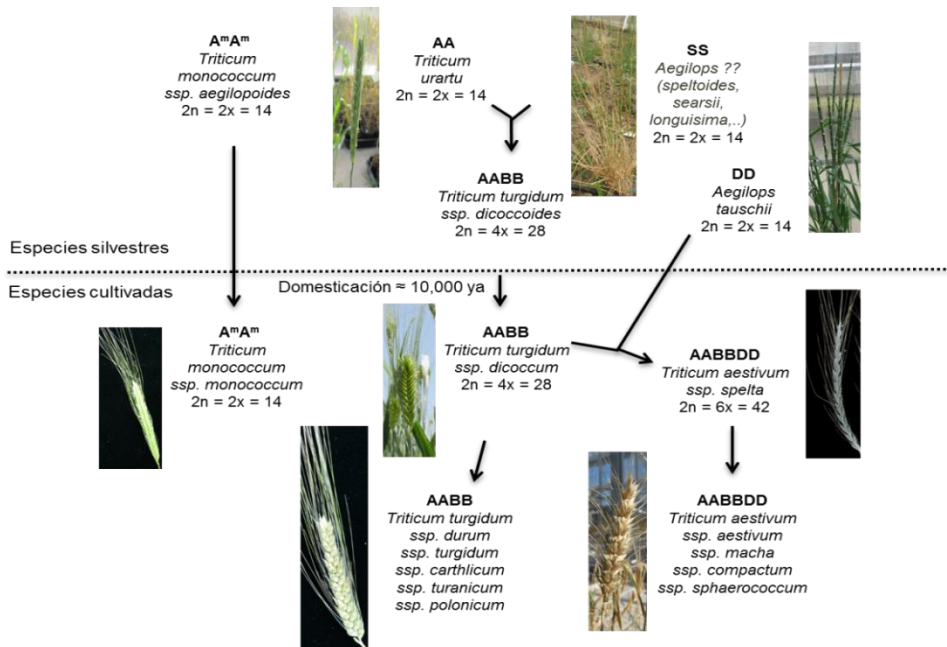 AᵐAᵐ
Triticum
monococcum
ssp. aegilopoides
2n = 2x = 14
AA
Triticum
urartu
2n = 2x = 14
SS
Aegilops ??
(speltoides,
searsii,
longuisima,..)
2n = 2x = 14
AABB
Triticum turgidum
ssp. dicoccoides
2n = 4x = 28
DD
Aegilops
tauschii
2n = 2x = 14
Especies silvestres
Especies cultivadas
Domesticación ≈ 10,000 ya
AᵐAᵐ
Triticum
monococcum
ssp. monococcum
2n = 2x = 14
AABB
Triticum turgidum
ssp. dicoccum
2n = 4x = 28
AABBDD
Triticum aestivum
ssp. spelta
2n = 6x = 42
AABB
Triticum turgidum
ssp. durum
ssp. turgidum
ssp. carthlicum
ssp. turanicum
ssp. polonicum
AABBDD
Triticum aestivum
ssp. aestivum
ssp. macha
ssp. compactum
ssp. sphaerococcum